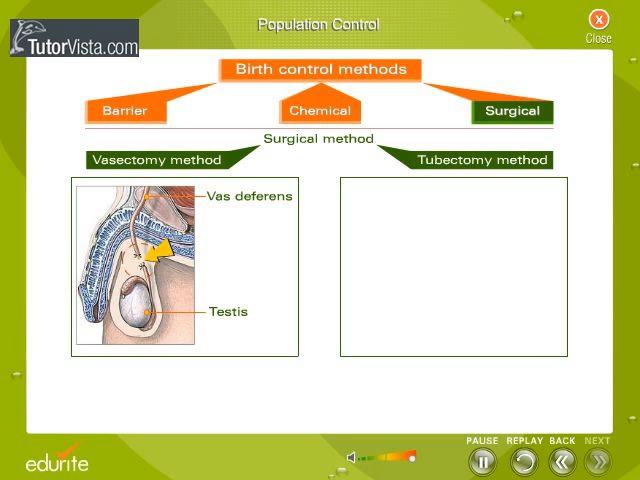 Population Control
TutorVista.com
X
Close
Birth control methods
Barrier
Chemical
Surgical
Surgical method
Vasectomy method
Tubectomy method
Vas deferens
Testis
PAUSE REPLAY BACK NEXT
edurite